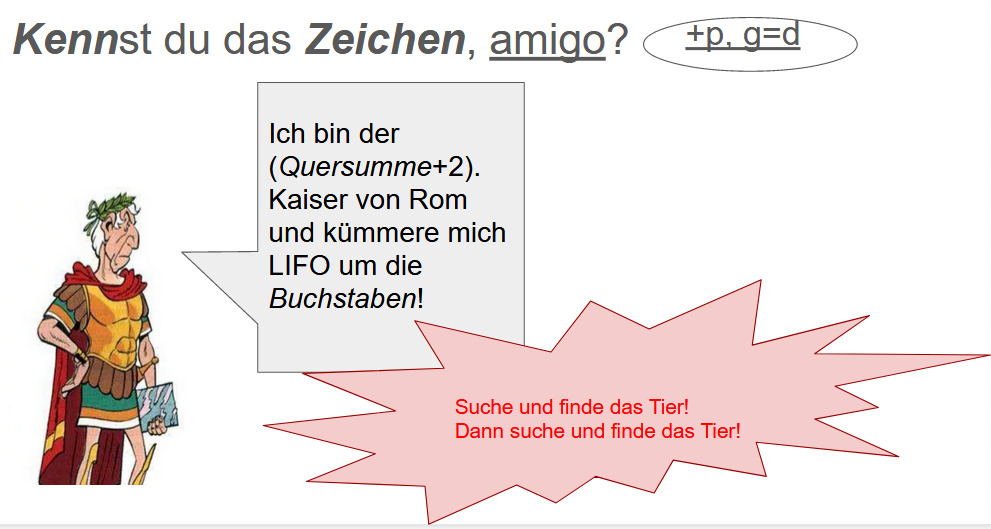 Kennst du das Zeichen, amigo? +p, g=d
Ich bin der
(Quersumme+2).
Kaiser von Rom
und kümmere mich
LIFO um die
Buchstaben!
Suche und finde das Tier!
Dann suche und finde das Tier!